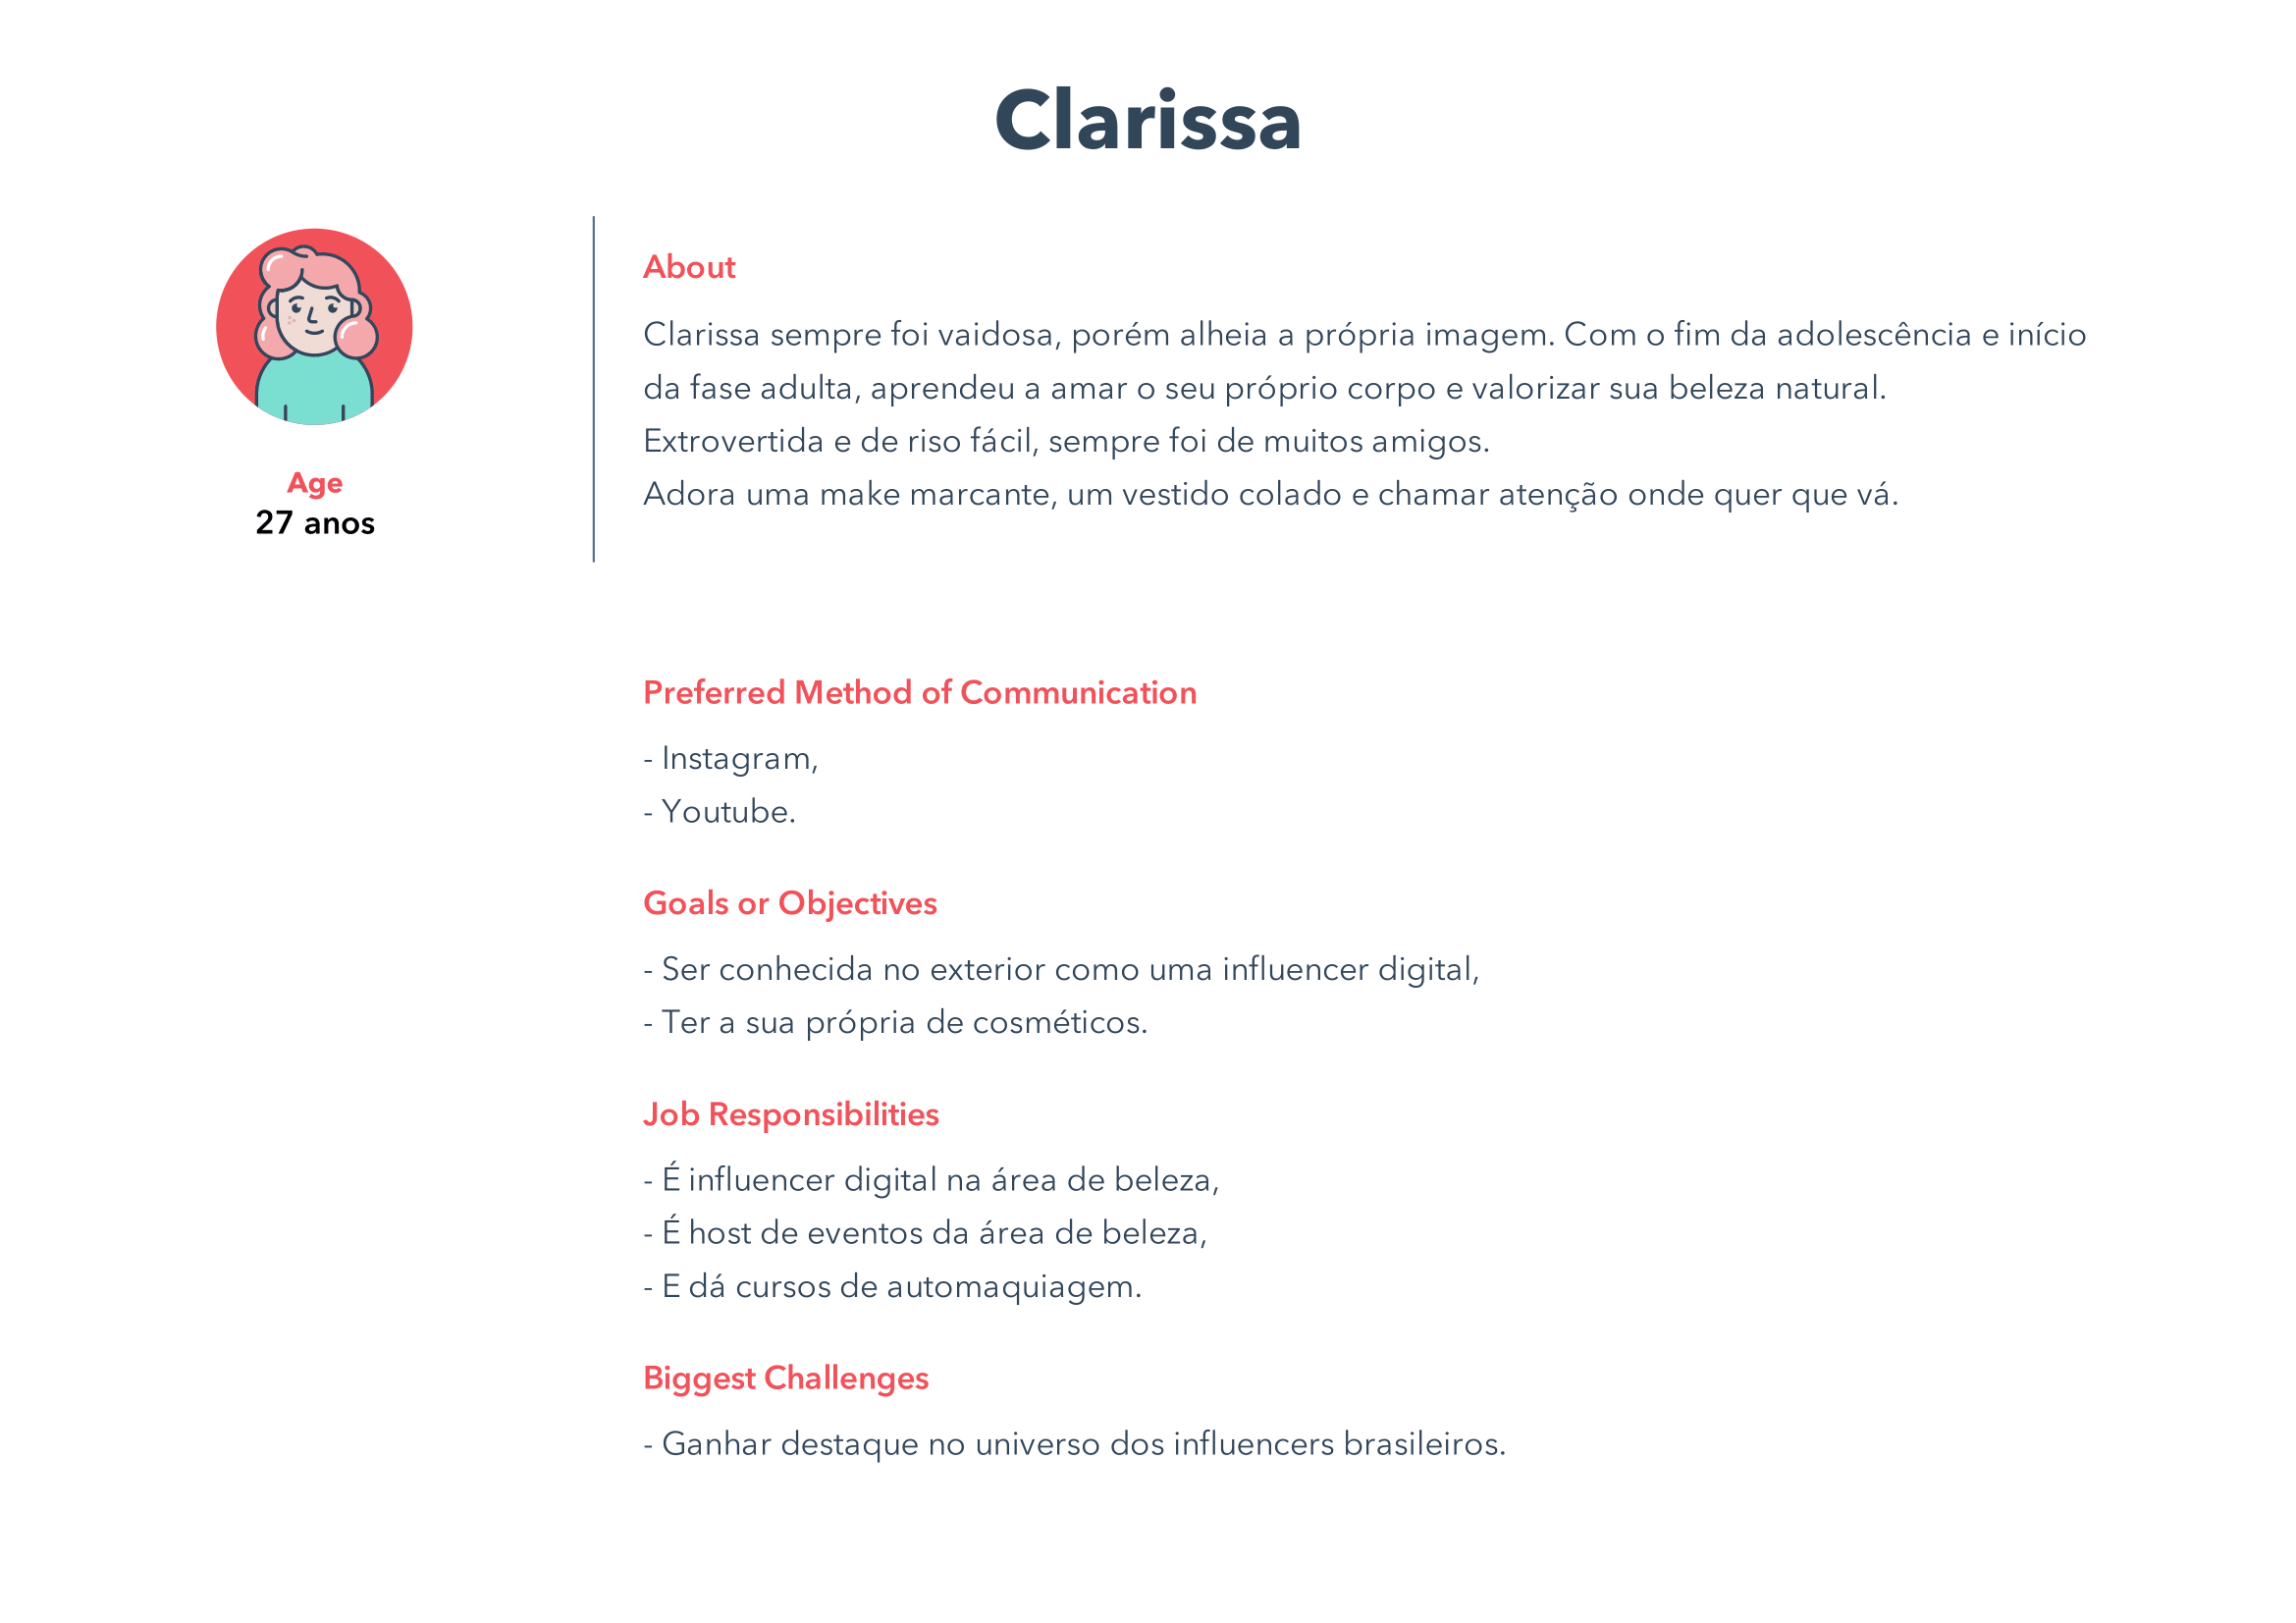 Clarissa
Age
27 anos
About
Clarissa sempre foi vaidosa, porém alheia a própria imagem. Com o fim da adolescência e início
da fase adulta, aprendeu a amar o seu próprio corpo e valorizar sua beleza natural.
Extrovertida e de riso fácil, sempre foi de muitos amigos.
Adora uma make marcante, um vestido colado e chamar atenção onde quer que vá.
Preferred Method of Communication
- Instagram,
- Youtube.
Goals or Objectives
- Ser conhecida no exterior como uma influencer digital,
- Ter a sua própria de cosméticos.
Job Responsibilities
- É influencer digital na área de beleza,
- É host de eventos da área de beleza,
- E dá cursos de automaquiagem.
Biggest Challenges
- Ganhar destaque no universo dos influencers brasileiros.